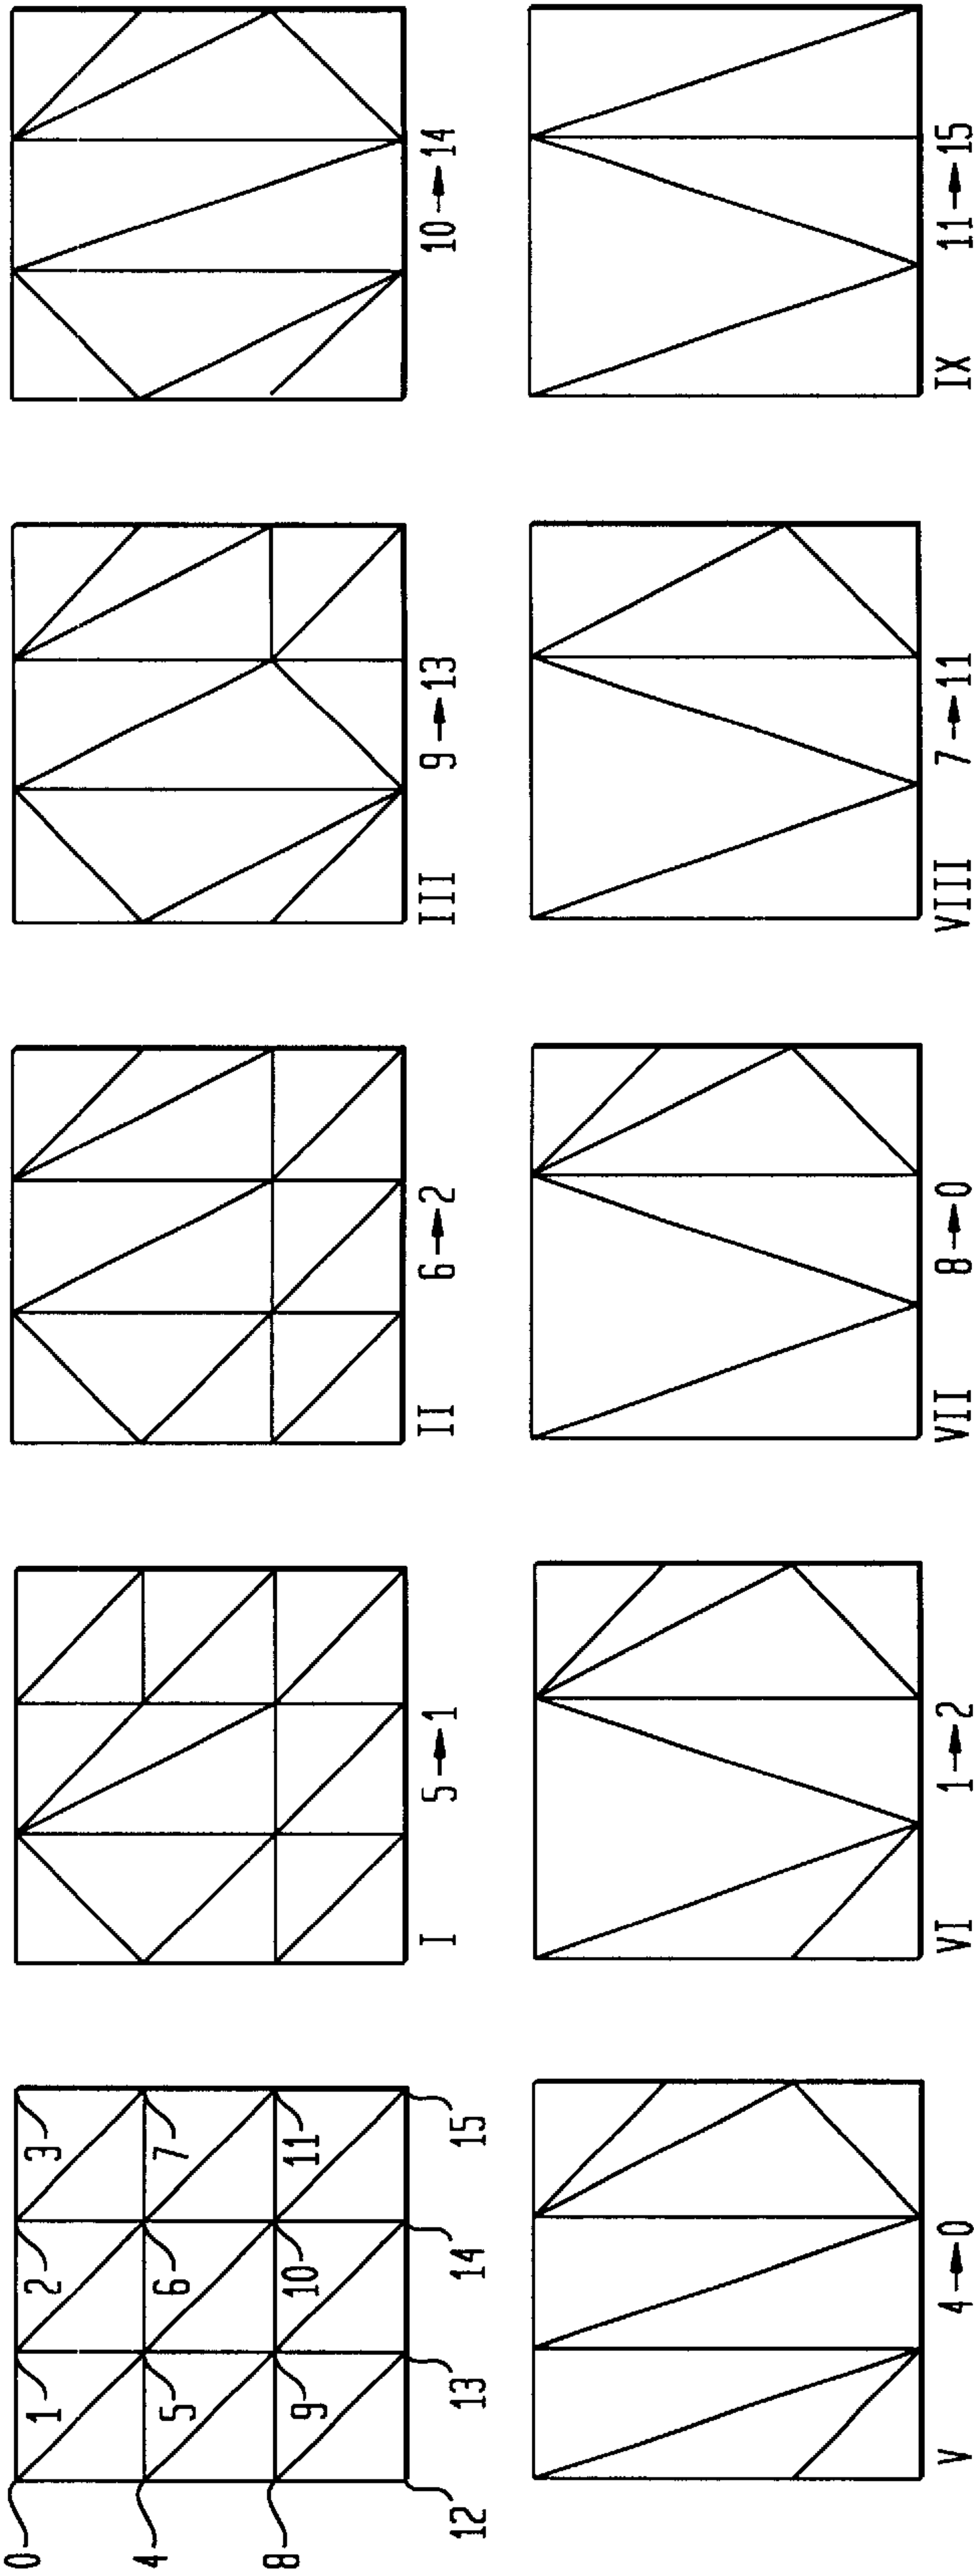 0 1 2 3
4 5 6 7
8 9 10 11
12 13 14 15
I 5→1
II 6→2
III 9→13
10→14
V 4→0
VI 1→2
VII 8→0
VIII 7→11
IX 11→15